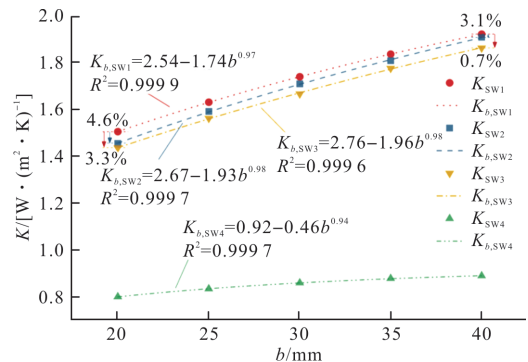 2.0
1.8
1.6
1.4
1.2
1.0
0.8
K/[W·(m²·K)⁻¹]
K_{b,SW1}=2.54−1.74b^{0.97}
R²=0.999 9
4.6%
3.3%
K_{b,SW2}=2.67−1.93b^{0.98}
R²=0.999 7
K_{b,SW3}=2.76−1.96b^{0.98}
R²=0.999 6
K_{b,SW4}=0.92−0.46b^{0.94}
R²=0.999 7
3.1%
0.7%
K_{SW1}
K_{b,SW1}
K_{SW2}
K_{b,SW2}
K_{SW3}
K_{b,SW3}
K_{SW4}
K_{b,SW4}
20 25 30 35 40
b/mm